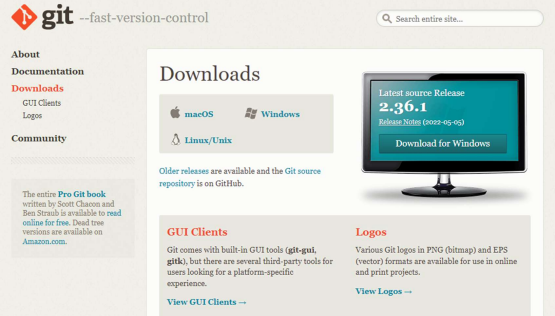 git --fast-version-control
Search entire site...
About
Documentation
Downloads
GUI Clients
Logos
Community
The entire Pro Git book
written by Scott Chacon and
Ben Straub is available to read
online for free. Dead tree
versions are available on
Amazon.com.
Downloads
macOS
Windows
Linux/Unix
Older releases are available and the Git source
repository is on GitHub.
Latest source Release
2.36.1
Release Notes (2022-05-05)
Download for Windows
GUI Clients
Git comes with built-in GUI tools (git-gui,
gitk), but there are several third-party tools for
users looking for a platform-specific
experience.
View GUI Clients →
Logos
Various Git logos in PNG (bitmap) and EPS
(vector) formats are available for use in online
and print projects.
View Logos →